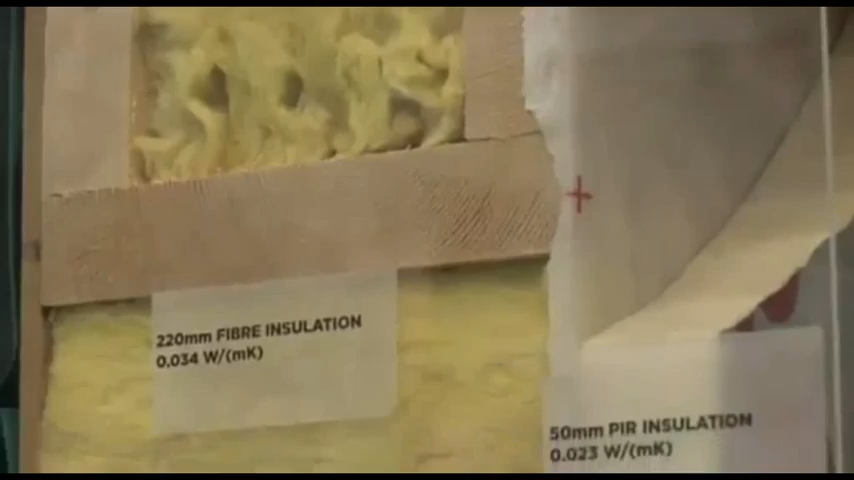 220mm FIBRE INSULATION
0.034 W/(mK)
50mm PIR INSULATION
0.023 W/(mK)